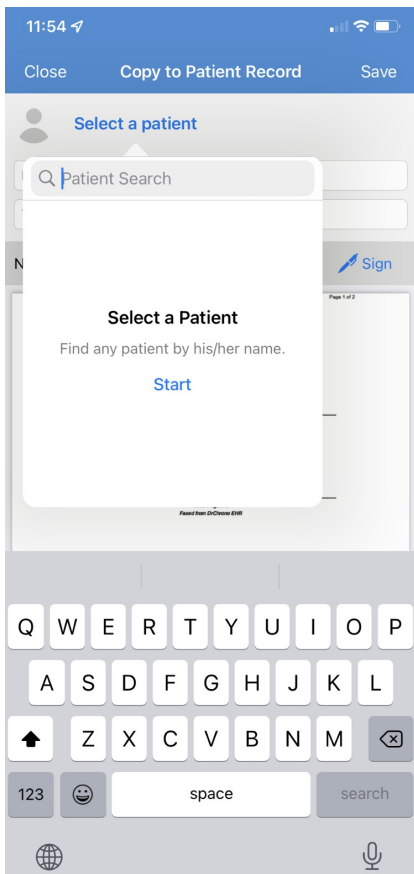 11:54
Close Copy to Patient Record Save
Select a patient
Patient Search
N
Sign
Page 1 of 2
Select a Patient
Find any patient by his/her name.
Start
Faxed from DrChrono EHR
Q W E R T Y U I O P
A S D F G H J K L
Z X C V B N M
123 space search